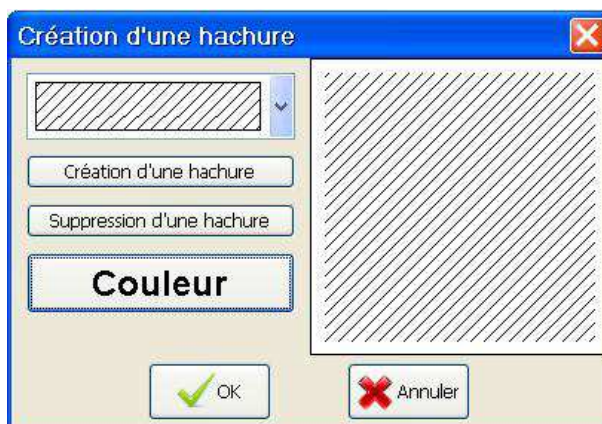 Création d'une hachure
Création d'une hachure
Suppression d'une hachure
Couleur
OK
Annuler